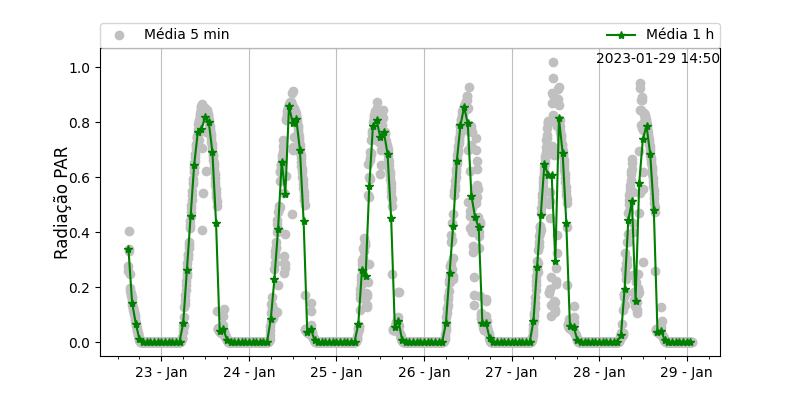 Média 5 min
Média 1 h
2023-01-29 14:50
Radiação PAR
1.0
0.8
0.6
0.4
0.2
0.0
23 - Jan
24 - Jan
25 - Jan
26 - Jan
27 - Jan
28 - Jan
29 - Jan